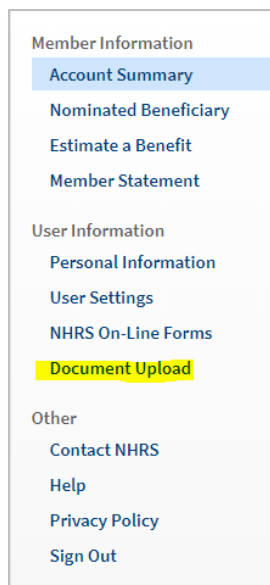 Member Information
Account Summary
Nominated Beneficiary
Estimate a Benefit
Member Statement
User Information
Personal Information
User Settings
NHRS On-Line Forms
Document Upload
Other
Contact NHRS
Help
Privacy Policy
Sign Out